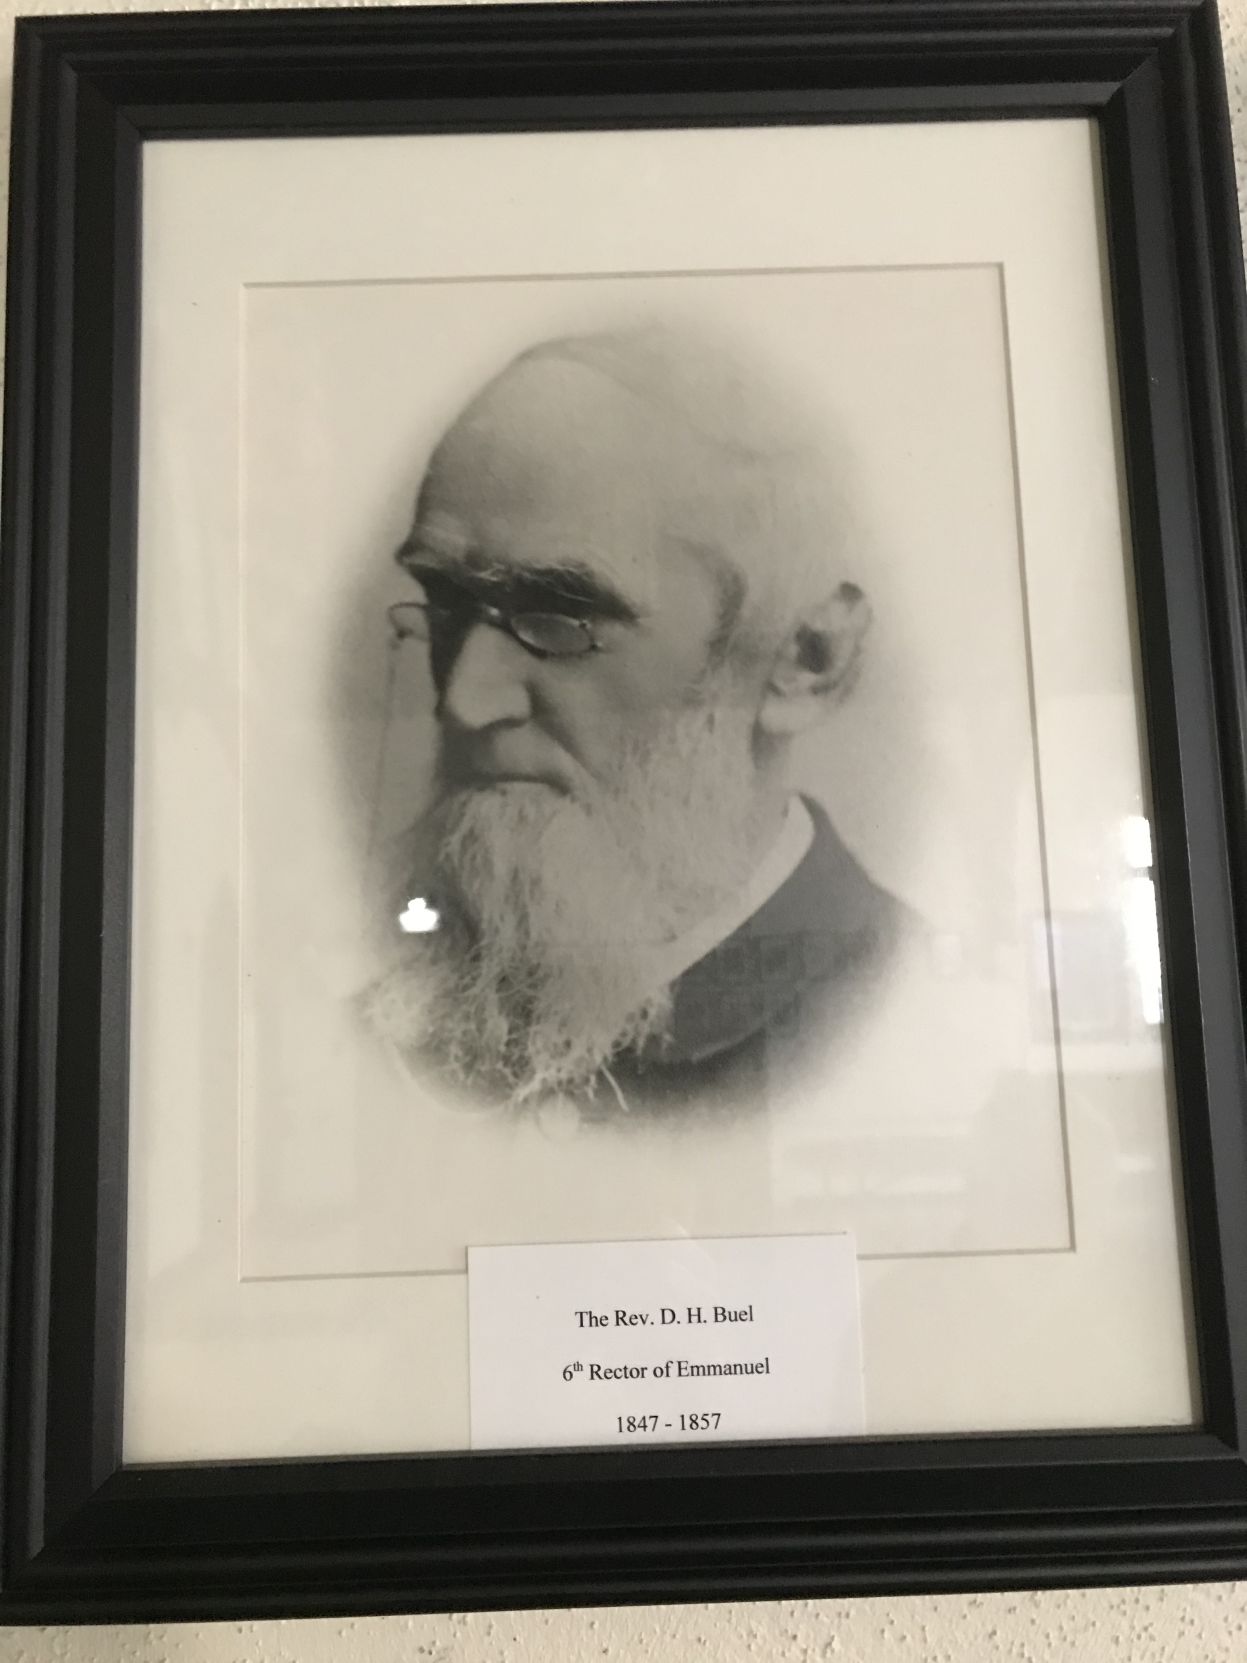 The Rev. D. H. Buel
6th Rector of Emmanuel
1847 - 1857